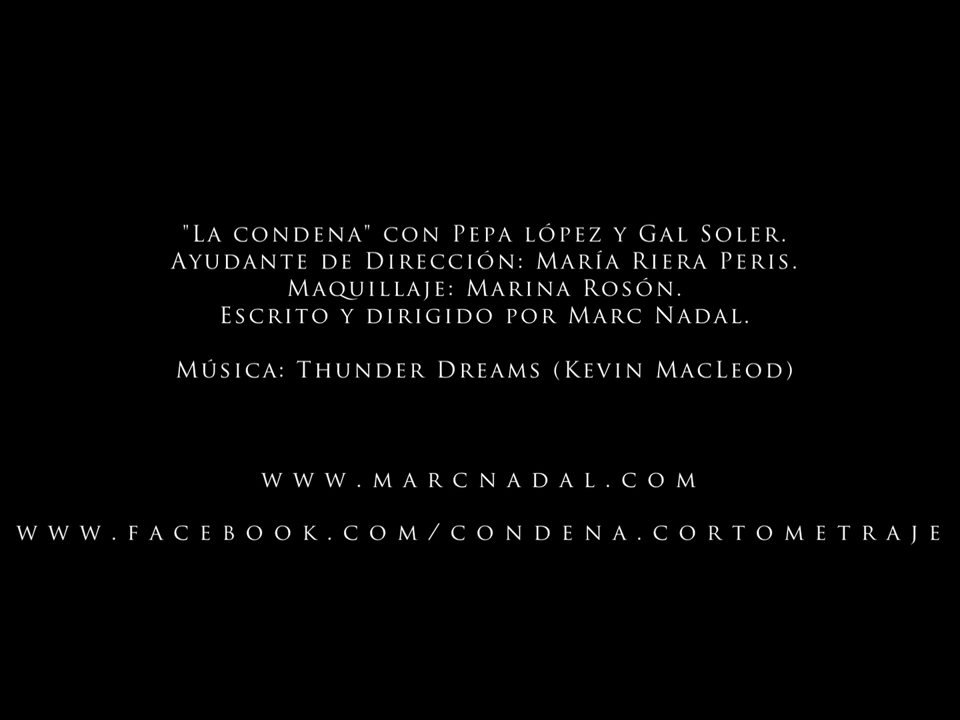 "La condena" con Pepa lópez y Gal Soler.
Ayudante de Dirección: María Riera Peris.
Maquillaje: Marina Rosón.
Escrito y dirigido por Marc Nadal.
Música: Thunder Dreams (Kevin MacLeod)
www.marcnadal.com
www.facebook.com/condena.cortometraje